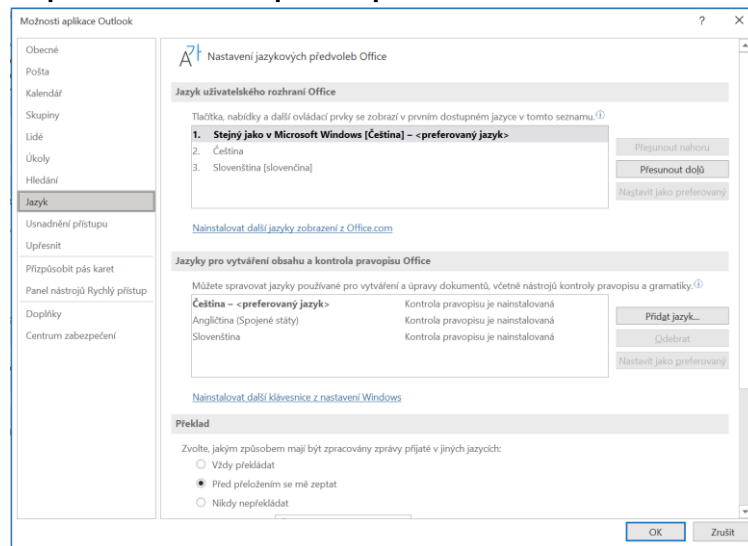 Možnosti aplikace Outlook
? ×
Obecné
Pošta
Kalendář
Skupiny
Lidé
Úkoly
Hledání
Jazyk
Usnadnění přístupu
Upřesnit
Přizpůsobit pás karet
Panel nástrojů Rychlý přístup
Doplňky
Centrum zabezpečení
Nastavení jazykových předvoleb Office
Jazyk uživatelského rozhraní Office
Tlačítka, nabídky a další ovládací prvky se zobrazí v prvním dostupném jazyce v tomto seznamu.
1. Stejný jako v Microsoft Windows [Čeština] – <preferovaný jazyk>
2. Čeština
3. Slovenština [slovenčina]
Přesunout nahoru
Přesunout dolů
Nastavit jako preferovaný
Nainstalovat další jazyky zobrazení z Office.com
Jazyky pro vytváření obsahu a kontrola pravopisu Office
Můžete spravovat jazyky používané pro vytváření a úpravy dokumentů, včetně nástrojů kontroly pravopisu a gramatiky.
Čeština – <preferovaný jazyk> Kontrola pravopisu je nainstalovaná
Angličtina (Spojené státy) Kontrola pravopisu je nainstalovaná
Slovenština Kontrola pravopisu je nainstalovaná
Přidat jazyk...
Odebrat
Nastavit jako preferovaný
Nainstalovat další klávesnice z nastavení Windows
Překlad
Zvolte, jakým způsobem mají být zpracovány zprávy přijaté v jiných jazycích:
Vždy překládat
Před přeložením se mě zeptat
Nikdy nepřekládat
OK Zrušit